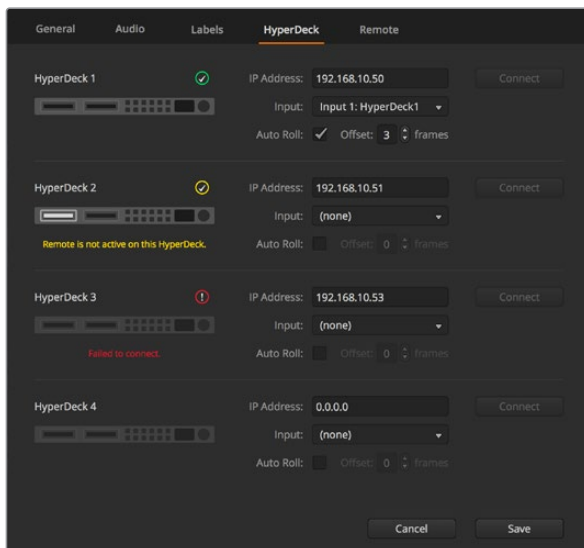 General Audio Labels HyperDeck Remote
HyperDeck 1 IP Address: 192.168.10.50 Connect
Input: Input 1: HyperDeck1
Auto Roll: Offset: 3 frames
HyperDeck 2 IP Address: 192.168.10.51 Connect
Input: (none)
Remote is not active on this HyperDeck. Auto Roll: Offset: 0 frames
HyperDeck 3 IP Address: 192.168.10.53 Connect
Input: (none)
Failed to connect. Auto Roll: Offset: 0 frames
HyperDeck 4 IP Address: 0.0.0.0 Connect
Input: (none)
Auto Roll: Offset: 0 frames
Cancel Save